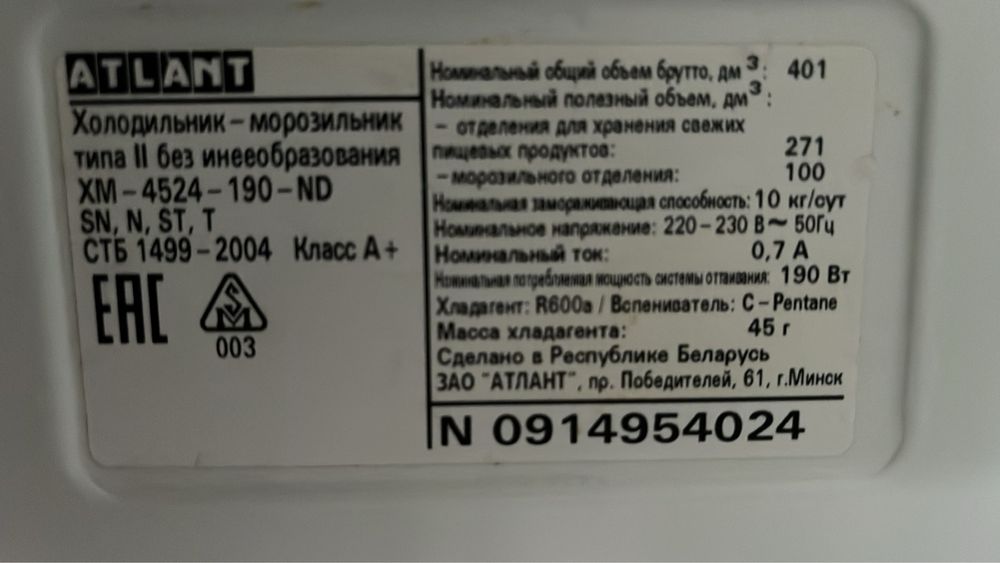 ATLANT
Холодильник – морозильник
типа II без инееобразования
ХМ – 4524 – 190 – ND
SN, N, ST, T
СТБ 1499 – 2004 Класс А +
EAC
003
Номинальный общий объем брутто, дм³: 401
Номинальный полезный объем, дм³:
– отделения для хранения свежих
пищевых продуктов: 271
– морозильного отделения: 100
Номинальная замораживающая способность: 10 кг/сут
Номинальное напряжение: 220 – 230 В ~ 50Гц
Номинальный ток: 0,7 А
Номинальная потребляемая мощность системы оттаивания: 190 Вт
Хладагент: R600a / Вспениватель: C – Pentane
Масса хладагента: 45 г
Сделано в Республике Беларусь
ЗАО "АТЛАНТ", пр. Победителей, 61, г.Минск
N 0914954024